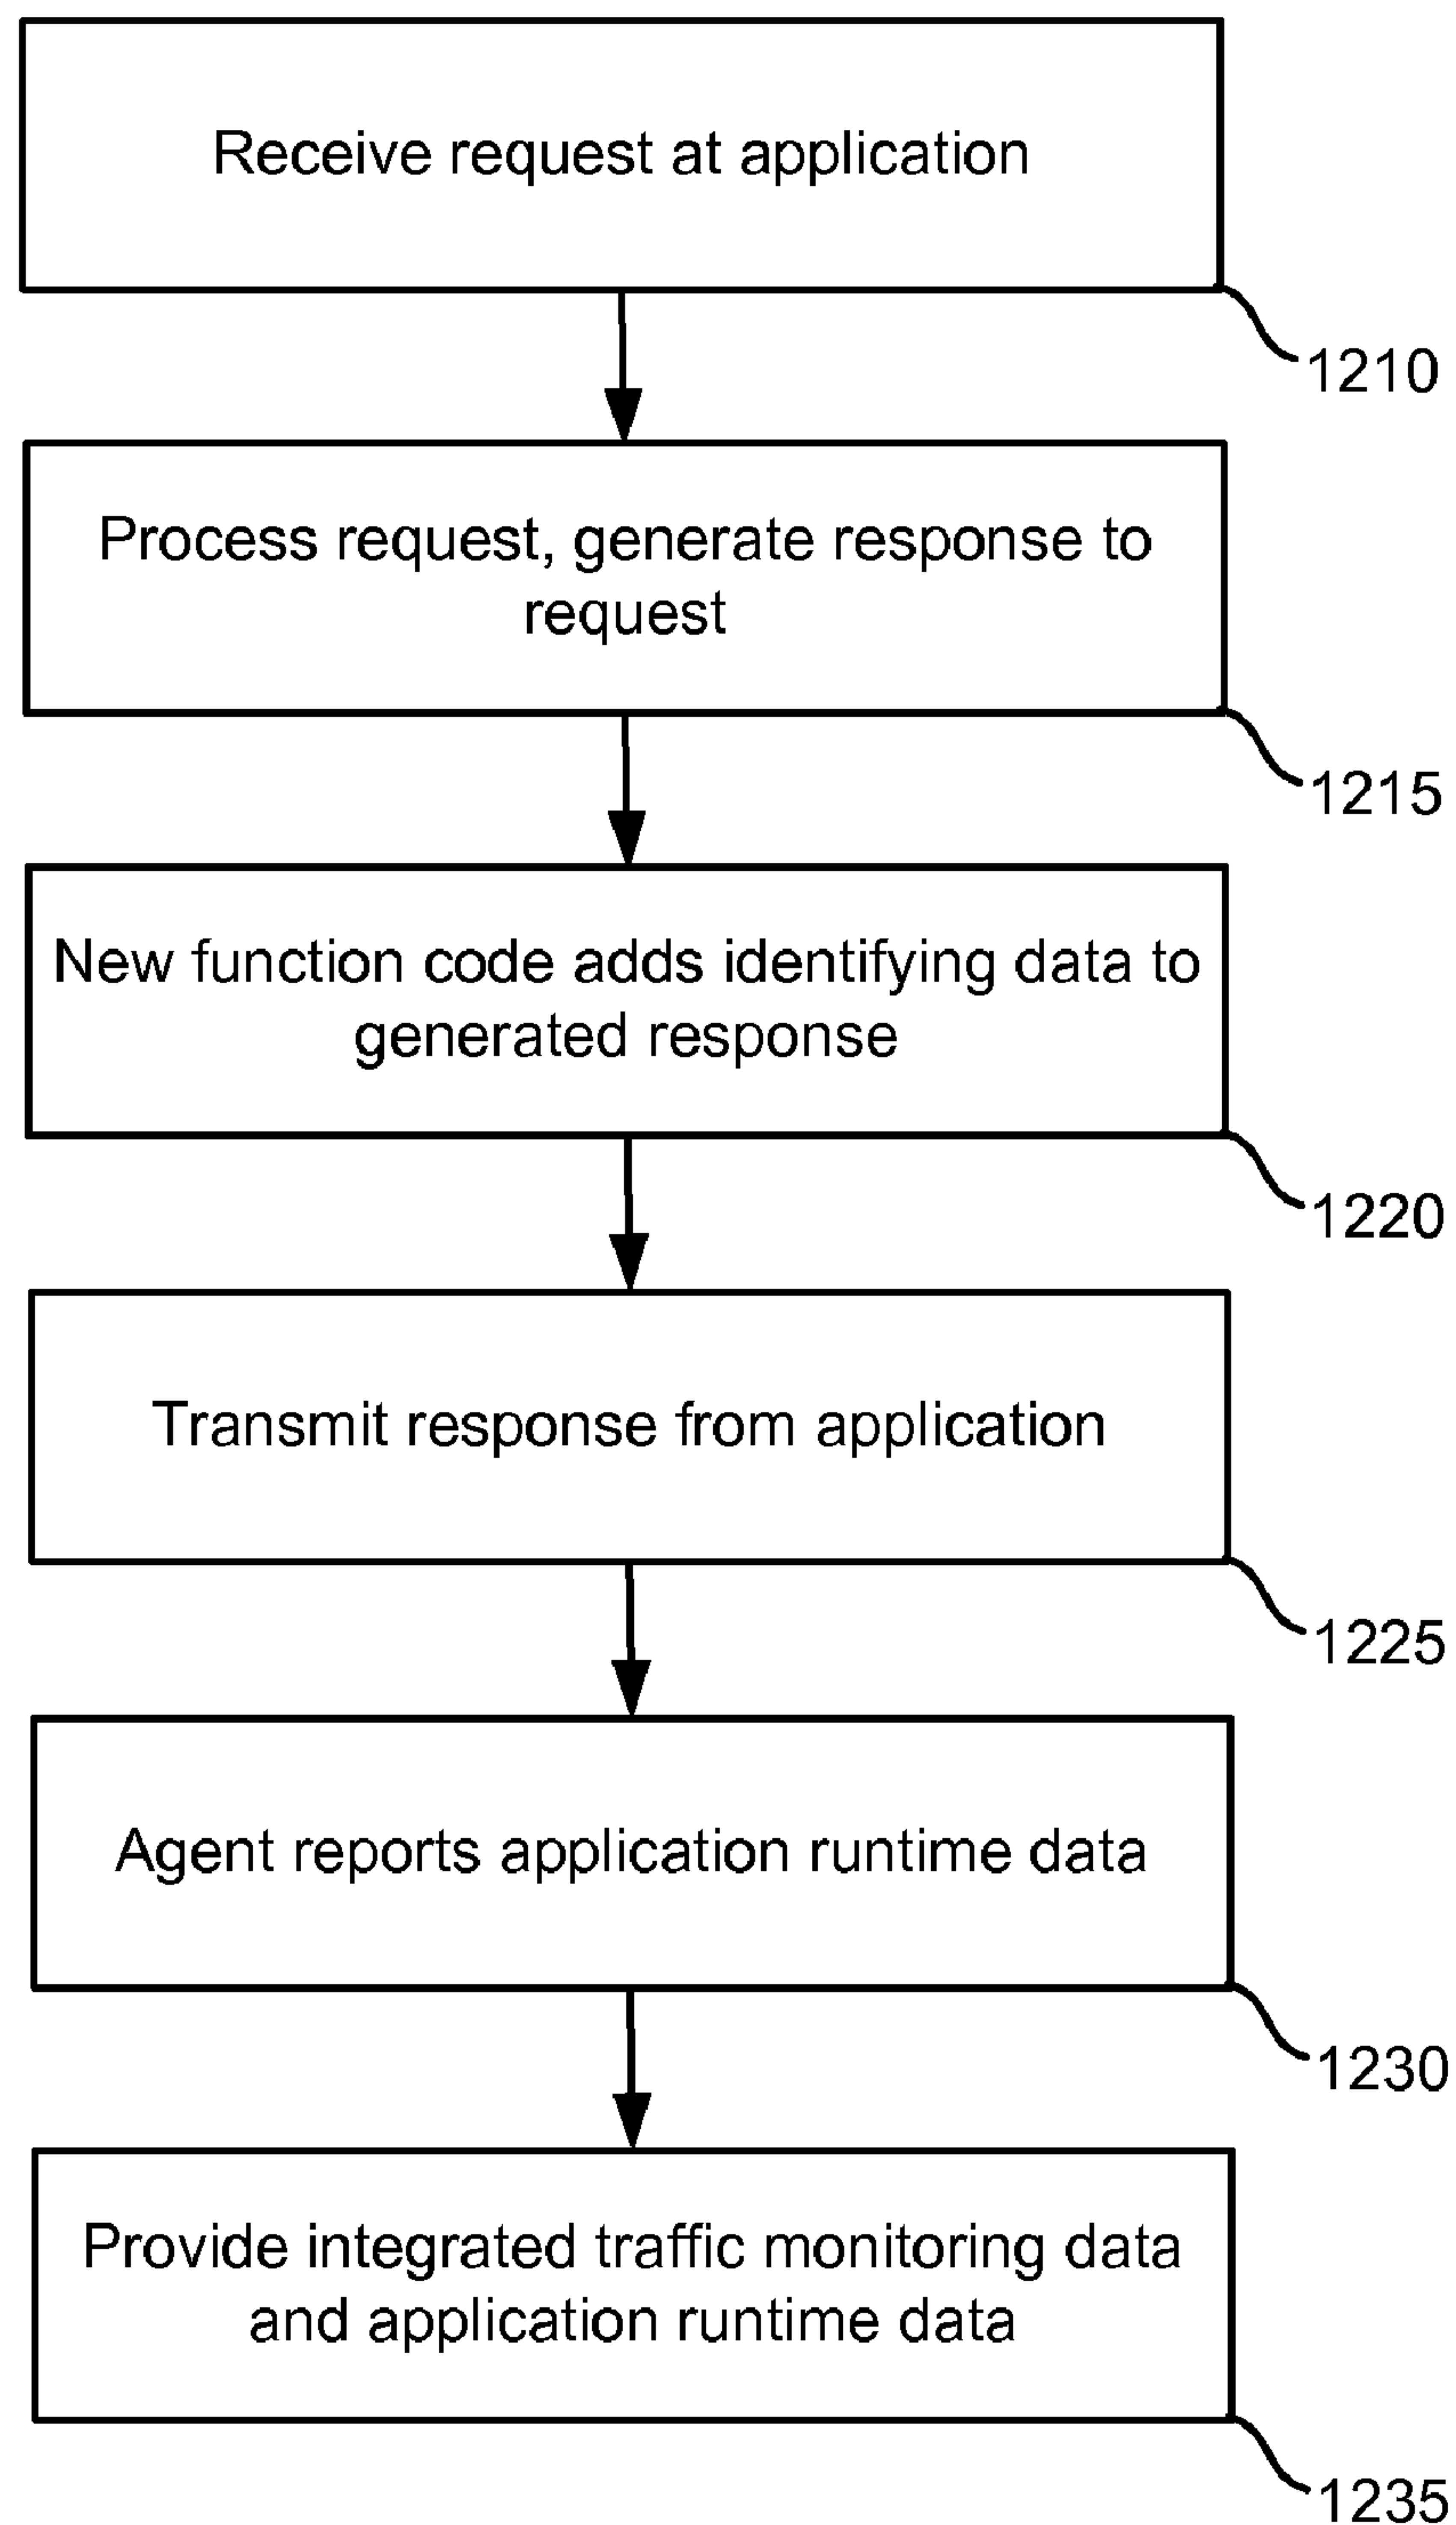 Receive request at application
1210
Process request, generate response to
request
1215
New function code adds identifying data to
generated response
1220
Transmit response from application
1225
Agent reports application runtime data
1230
Provide integrated traffic monitoring data
and application runtime data
1235